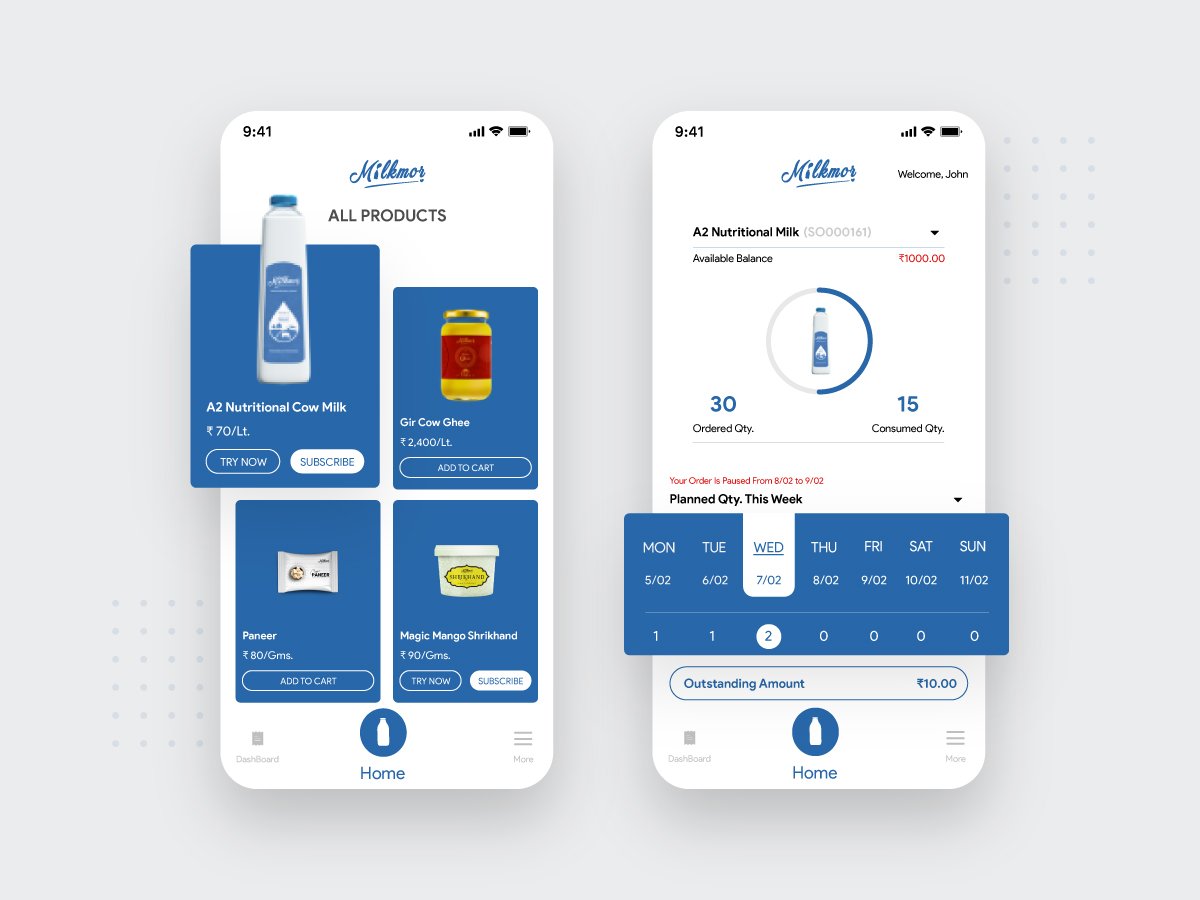 9:41
Milkmor
ALL PRODUCTS
A2 Nutritional Cow Milk
₹ 70/Lt.
TRY NOW
SUBSCRIBE
Gir Cow Ghee
₹ 2,400/Lt.
ADD TO CART
PANEER
Paneer
₹ 80/Gms.
ADD TO CART
SHRIKHAND
Magic Mango Shrikhand
₹ 90/Gms.
TRY NOW
SUBSCRIBE
DashBoard
Home
More
9:41
Milkmor
Welcome, John
A2 Nutritional Milk (SO000161)
Available Balance ₹1000.00
30 15
Ordered Qty. Consumed Qty.
Your Order Is Paused From 8/02 to 9/02
Planned Qty. This Week
MON TUE WED THU FRI SAT SUN
5/02 6/02 7/02 8/02 9/02 10/02 11/02
1 1 2 0 0 0 0
Outstanding Amount ₹10.00
DashBoard
Home
More